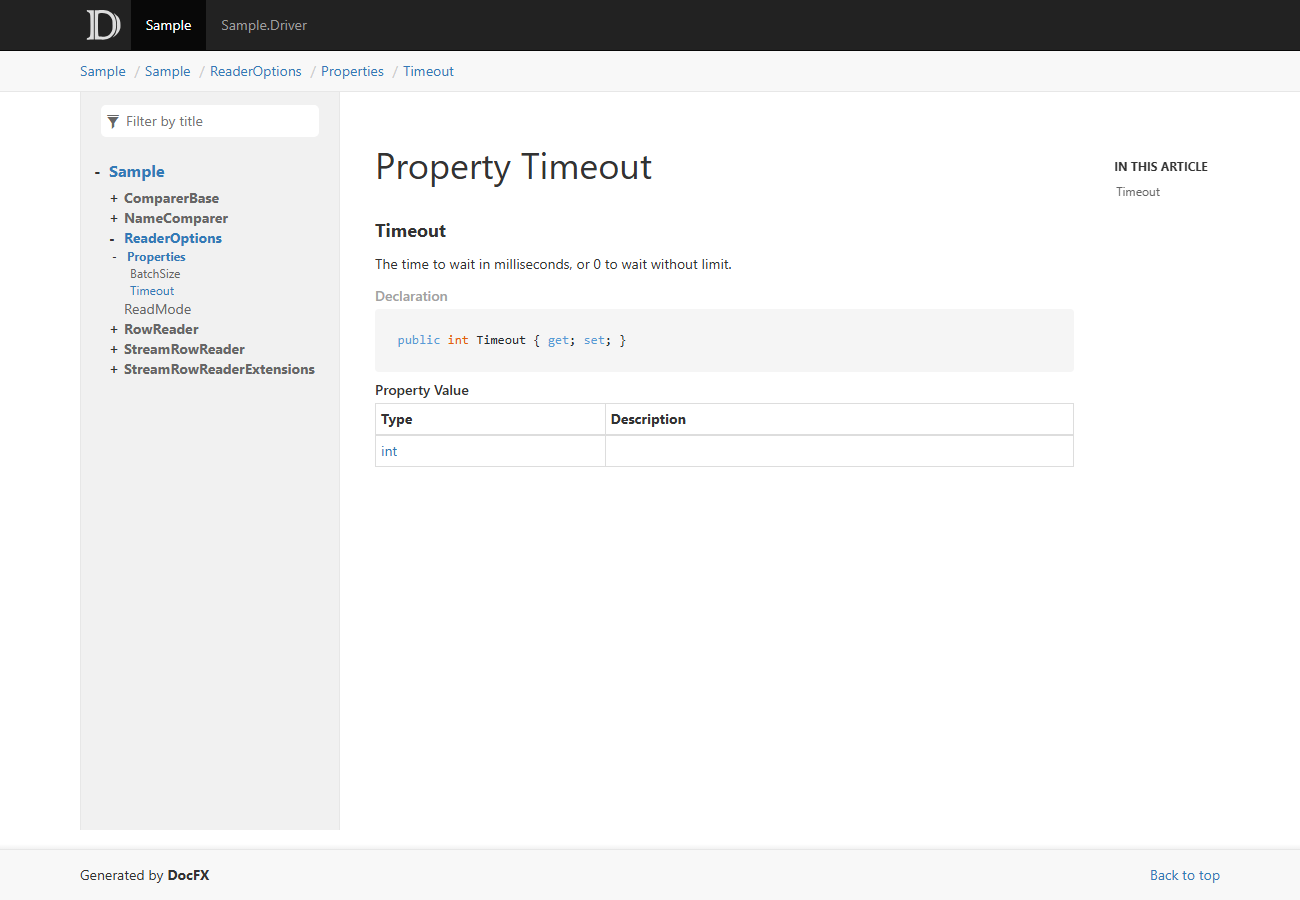 Sample Sample.Driver
Sample / Sample / ReaderOptions / Properties / Timeout
Filter by title
- Sample
+ ComparerBase
+ NameComparer
- ReaderOptions
- Properties
BatchSize
Timeout
ReadMode
+ RowReader
+ StreamRowReader
+ StreamRowReaderExtensions
Property Timeout
Timeout
The time to wait in milliseconds, or 0 to wait without limit.
Declaration
public int Timeout { get; set; }
Property Value
Type Description
int
IN THIS ARTICLE
Timeout
Generated by DocFX
Back to top